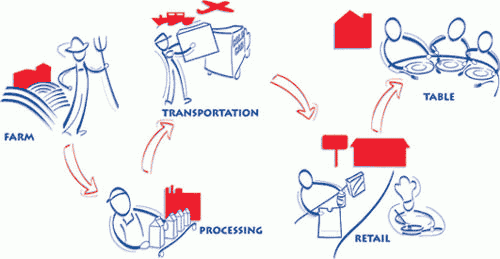 FARM
PROCESSING
TRANSPORTATION
RETAIL
TABLE